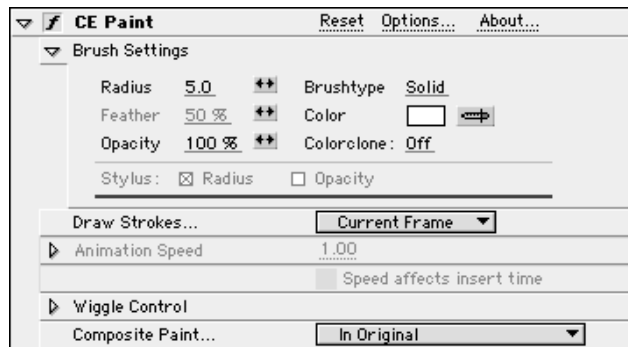 CE Paint Reset Options... About...
Brush Settings
Radius 5.0 Brushtype Solid
Feather 50 % Color
Opacity 100 % Colorclone: Off
Stylus: Radius Opacity
Draw Strokes... Current Frame
Animation Speed 1.00
Speed affects insert time
Wiggle Control
Composite Paint... In Original